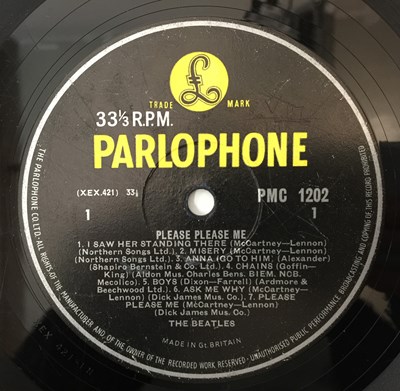 £
TRADE MARK
33⅓ R.P.M.
PARLOPHONE
(XEX.421) 33⅓ PMC 1202
1 1
PLEASE PLEASE ME
1. I SAW HER STANDING THERE (McCartney—Lennon)
(Northern Songs Ltd.) 2. MISERY (McCartney—Lennon)
(Northern Songs Ltd.). 3. ANNA (GO TO HIM) (Alexander)
(Shapiro Bernstein & Co. Ltd.) 4. CHAINS (Goffin—
King) (Aldon Mus. Charles Bens. BIEM. NCB.
Mecolico). 5. BOYS (Dixon—Farrell) (Ardmore &
Beechwood Ltd.) 6. ASK ME WHY (McCartney—
Lennon) (Dick James Mus. Co.) 7. PLEASE
PLEASE ME (McCartney—Lennon)
(Dick James Mus. Co.)
THE BEATLES
MADE IN Gt. BRITAIN
THE PARLOPHONE CO. LTD.—ALL RIGHTS OF THE MANUFACTURER AND OF THE OWNER OF THE RECORDED WORK RESERVED—UNAUTHORISED PUBLIC PERFORMANCE BROADCASTING AND COPYING OF THIS RECORD PROHIBITED